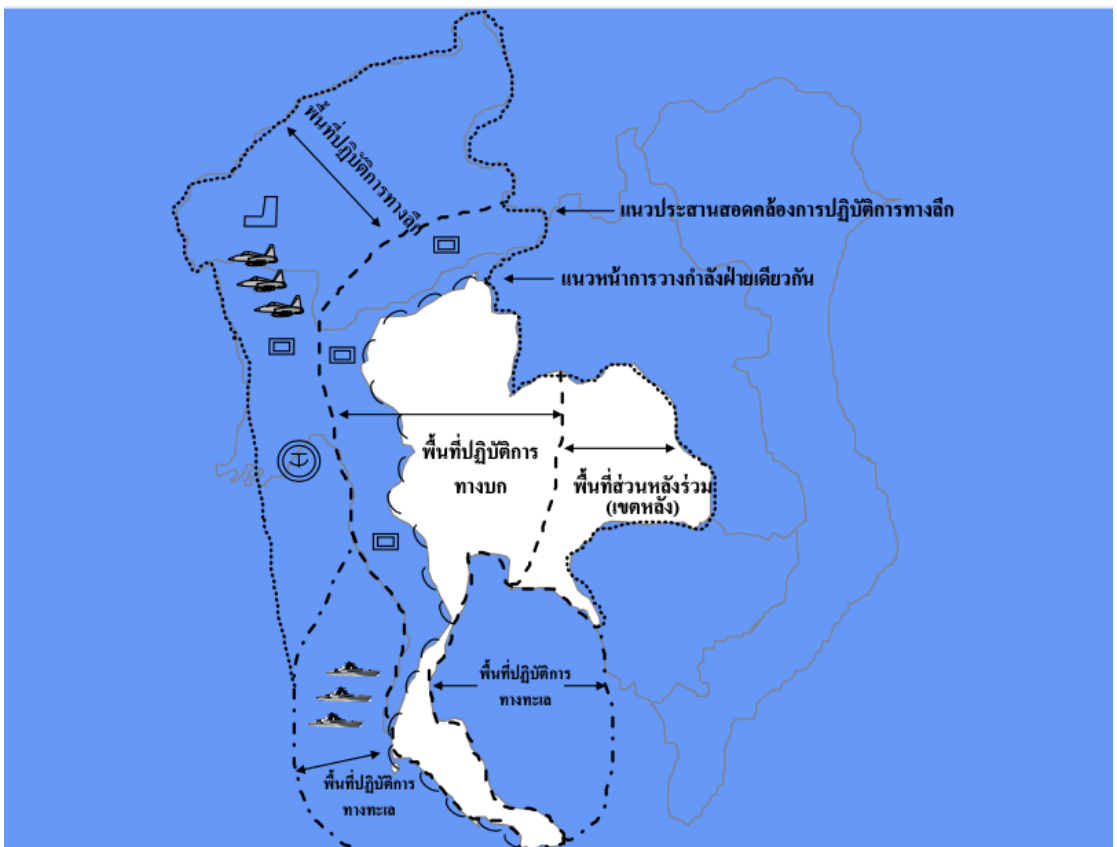 พื้นที่ปฏิบัติการทางลึก
แนวประสานสอดคล้องการปฏิบัติการทางลึก
แนวหน้าการวางกำลังฝ่ายเดียวกัน
พื้นที่ปฏิบัติการ
ทางบก
พื้นที่ส่วนหลังร่วม
(เขตหลัง)
พื้นที่ปฏิบัติการ
ทางทะเล
พื้นที่ปฏิบัติการ
ทางทะเล